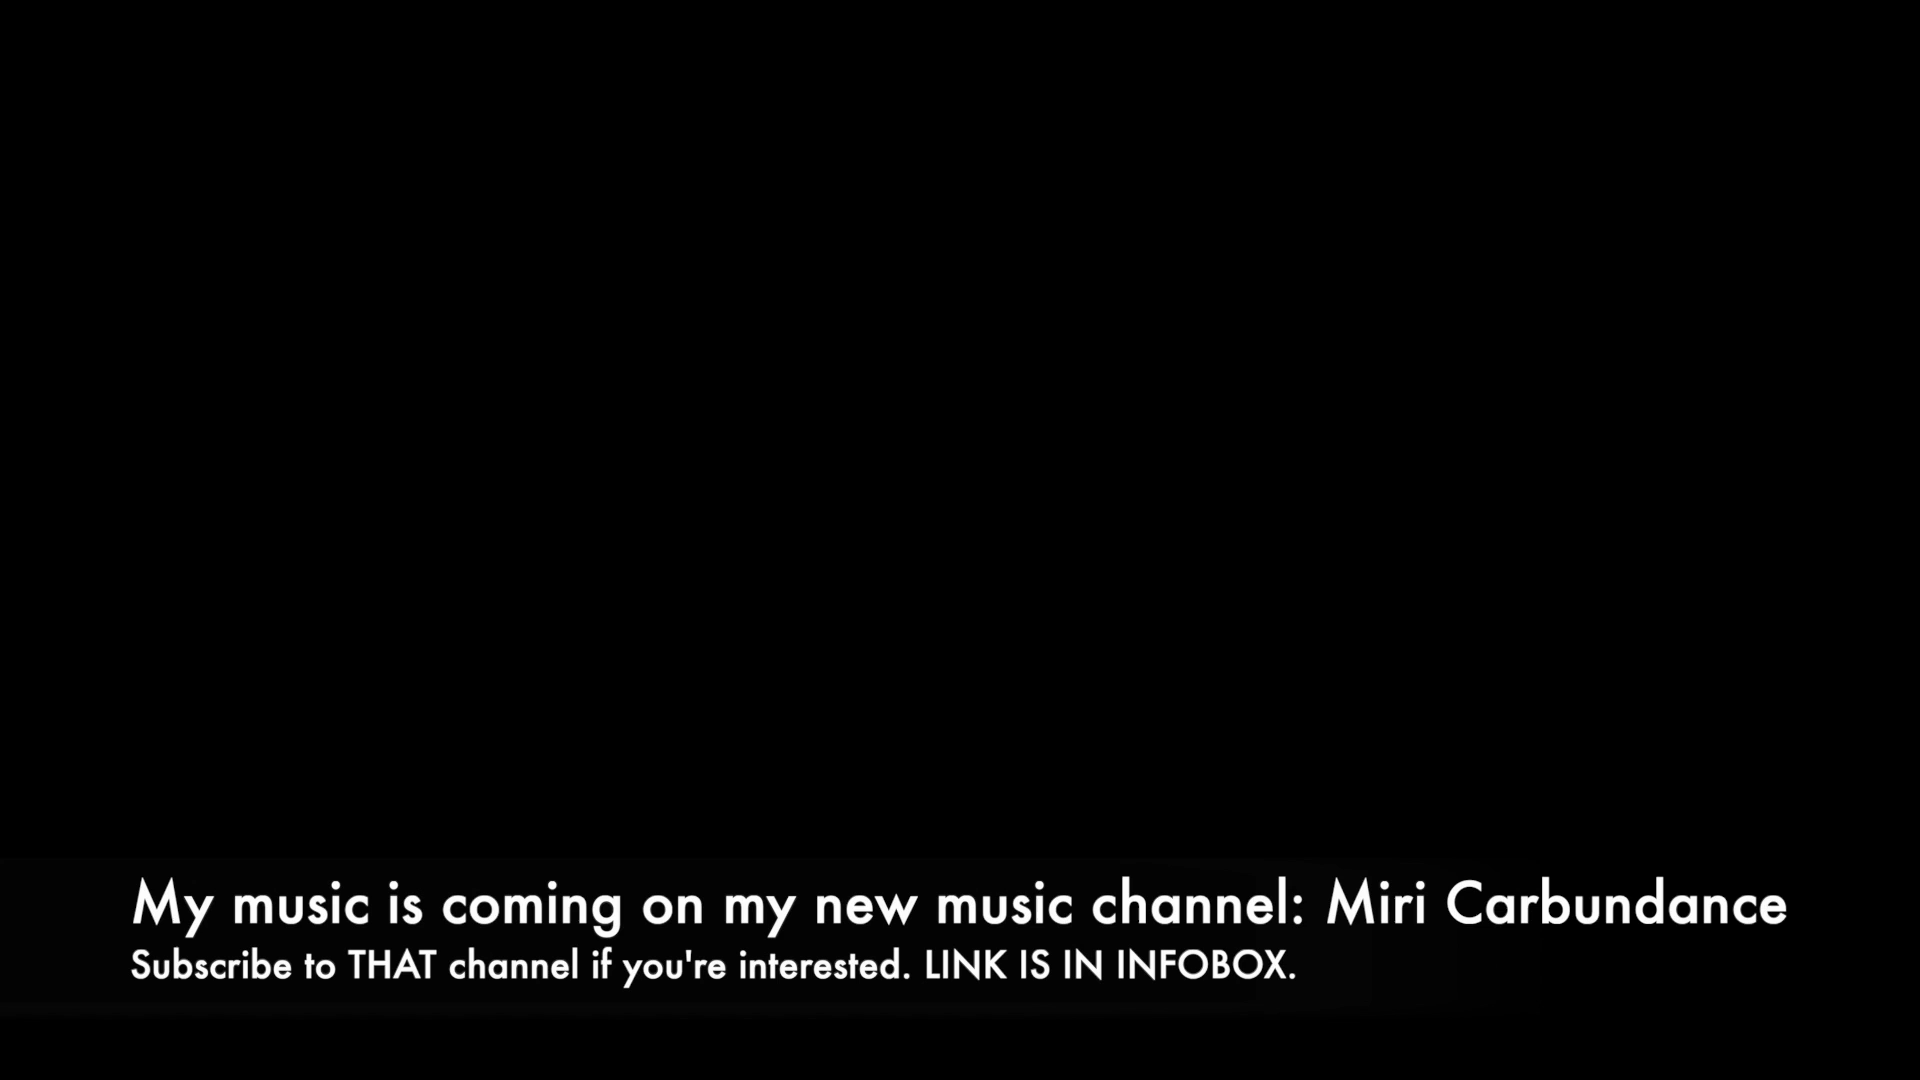 My music is coming on my new music channel: Miri Carbundance
Subscribe to THAT channel if you're interested. LINK IS IN INFOBOX.